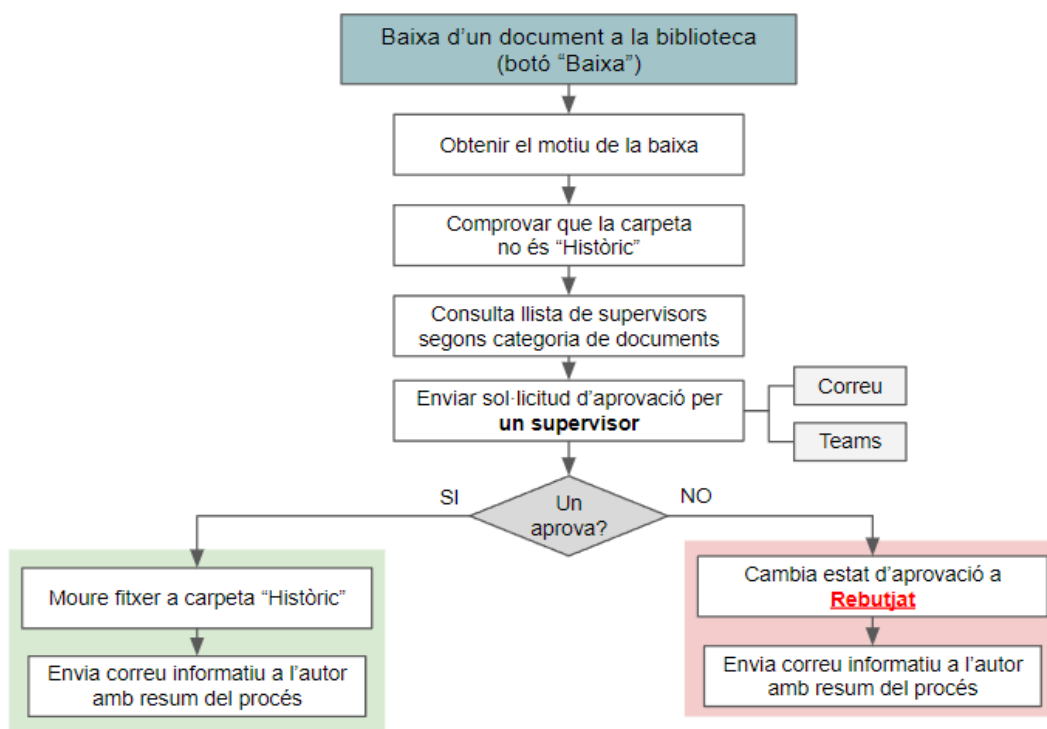 Baixa d’un document a la biblioteca
(botó “Baixa”)
Obtenir el motiu de la baixa
Comprovar que la carpeta
no és “Històric”
Consulta llista de supervisors
segons categoria de documents
Enviar sol·licitud d’aprovació per
un supervisor
Correu
Teams
Un
aprova?
SI
NO
Moure fitxer a carpeta “Històric”
Envia correu informatiu a l’autor
amb resum del procés
Cambia estat d’aprovació a
Rebutjat
Envia correu informatiu a l’autor
amb resum del procés